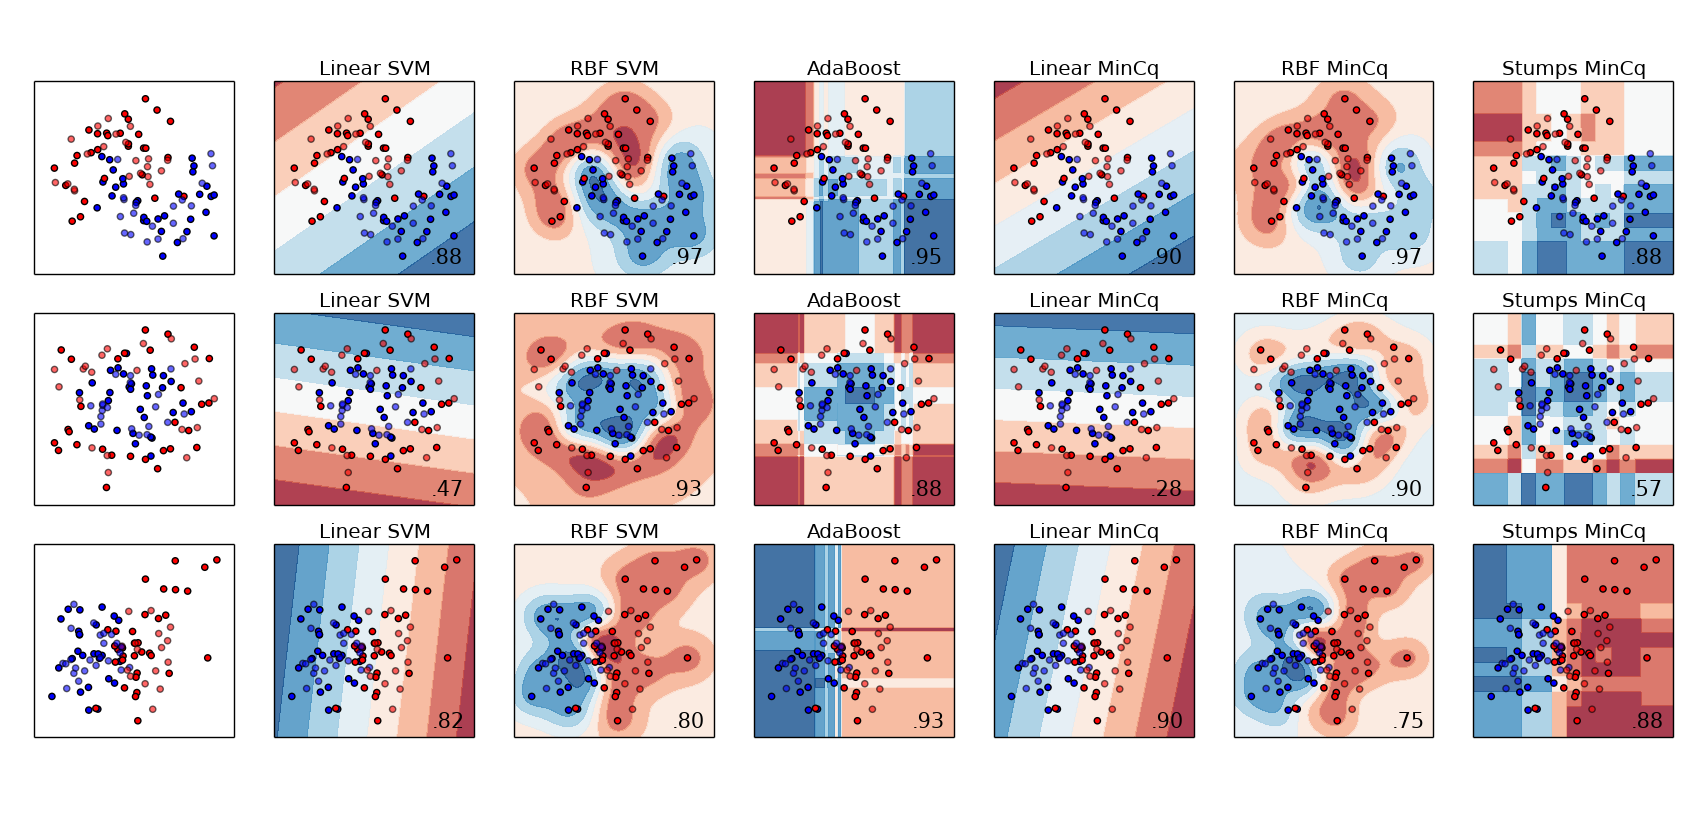 Linear SVM RBF SVM AdaBoost Linear MinCq RBF MinCq Stumps MinCq
.88 .97 .95 .90 .97 .88
Linear SVM RBF SVM AdaBoost Linear MinCq RBF MinCq Stumps MinCq
.47 .93 .88 .28 .90 .57
Linear SVM RBF SVM AdaBoost Linear MinCq RBF MinCq Stumps MinCq
.82 .80 .93 .90 .75 .88